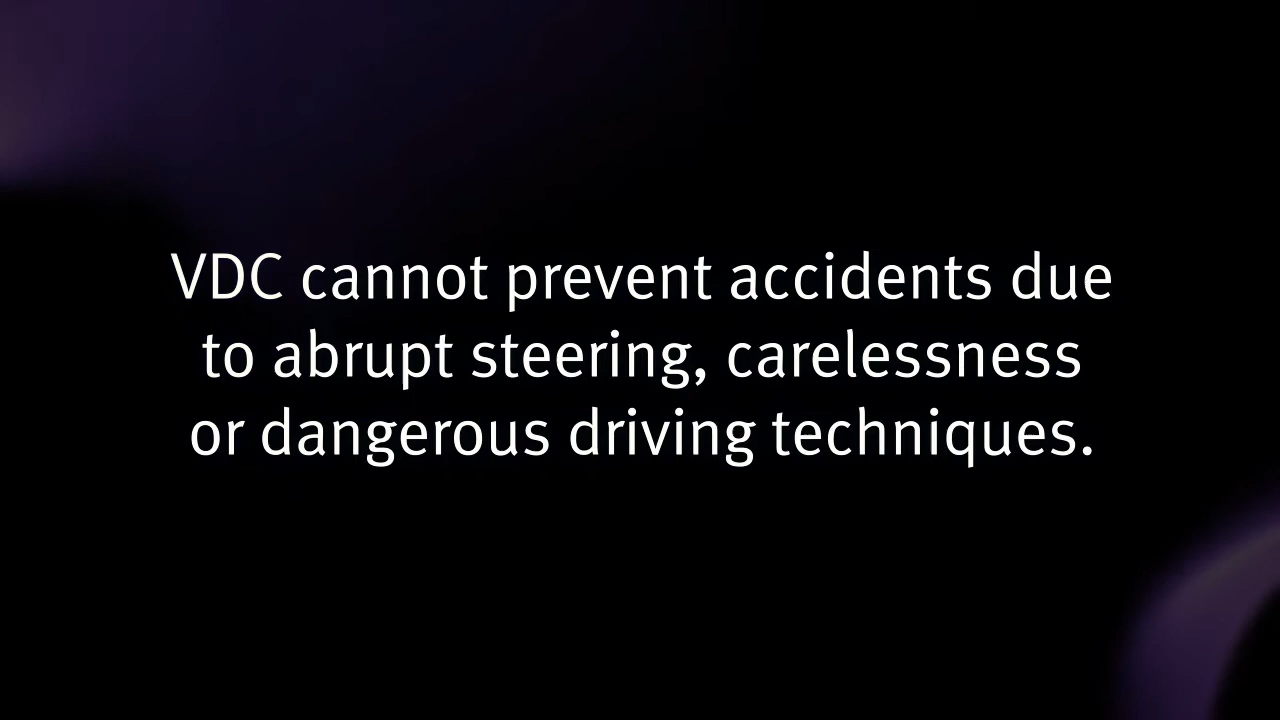 VDC cannot prevent accidents due
to abrupt steering, carelessness
or dangerous driving techniques.